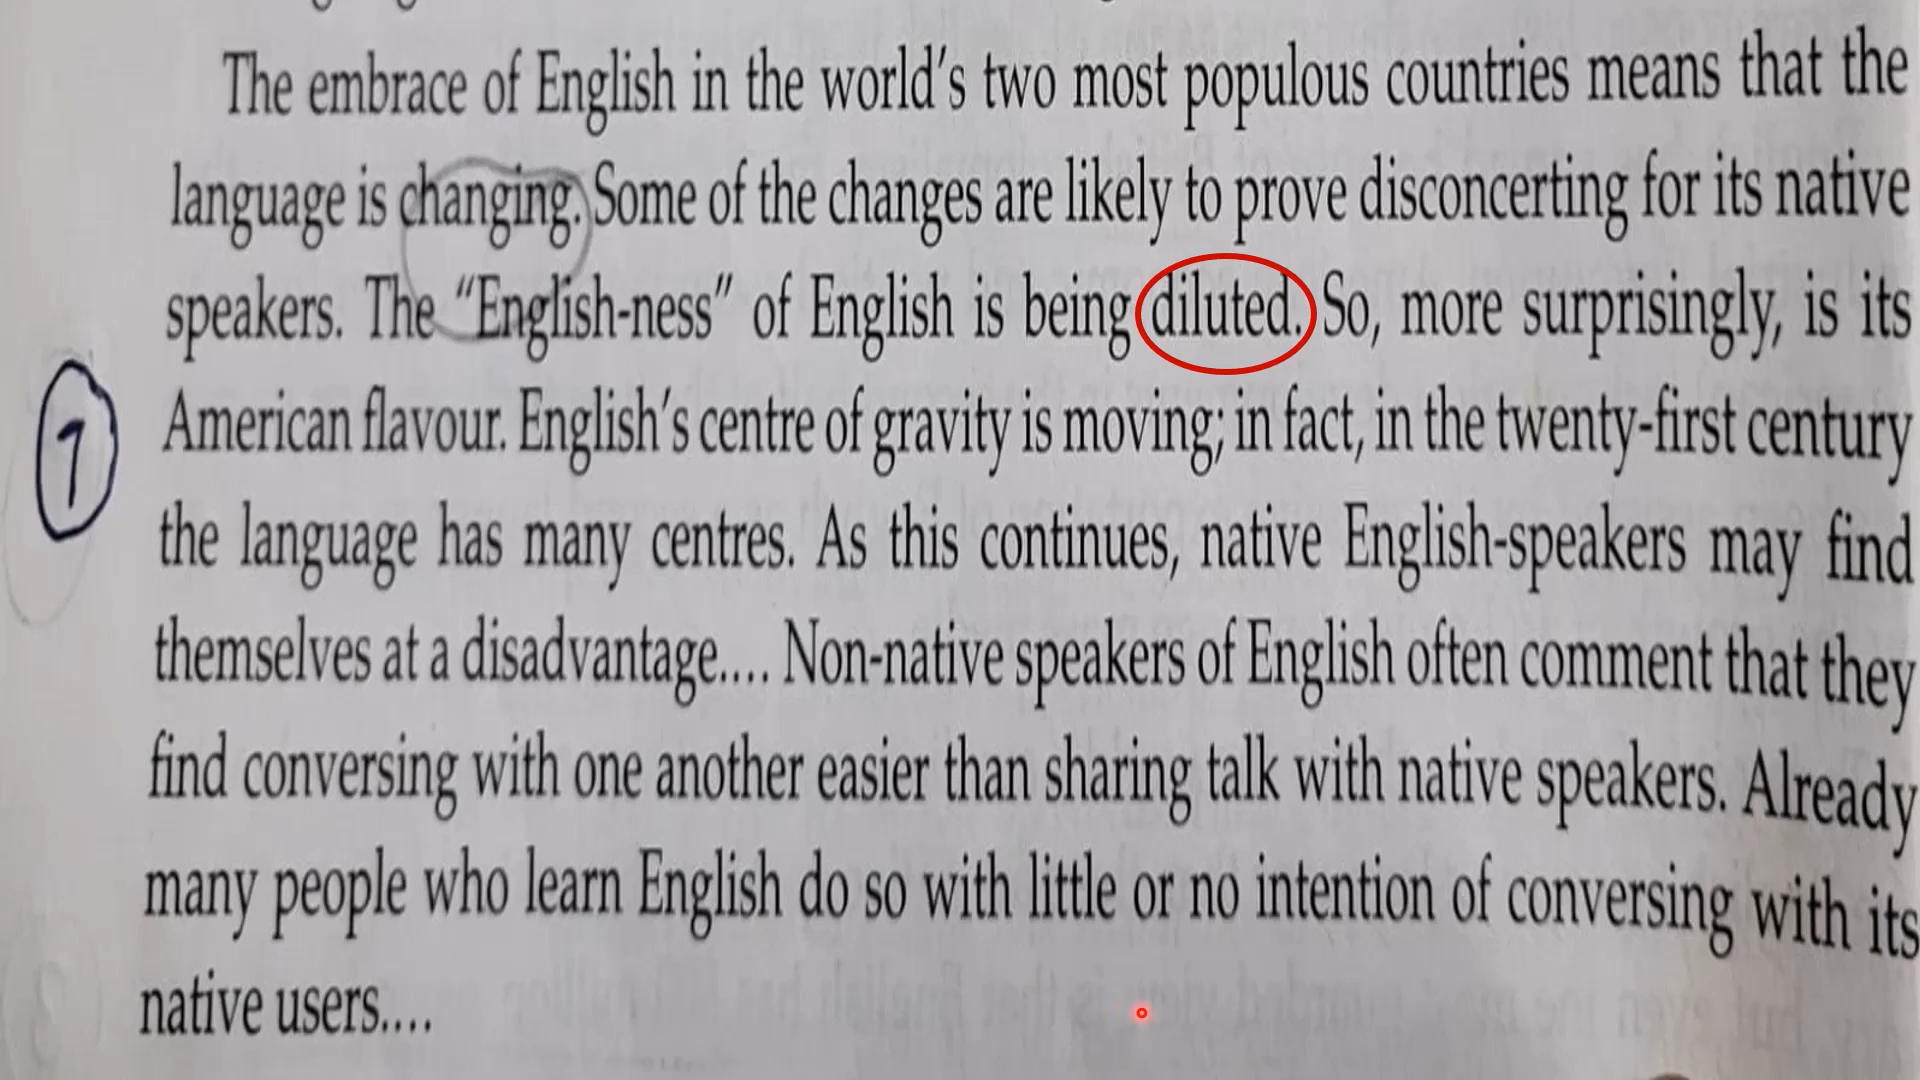 The embrace of English in the world's two most populous countries means that the
language is changing. Some of the changes are likely to prove disconcerting for its native
speakers. The "English-ness" of English is being diluted. So, more surprisingly, is its
American flavour. English's centre of gravity is moving; in fact, in the twenty-first century
7
the language has many centres. As this continues, native English-speakers may find
themselves at a disadvantage.... Non-native speakers of English often comment that they
find conversing with one another easier than sharing talk with native speakers. Already
many people who learn English do so with little or no intention of conversing with its
native users....